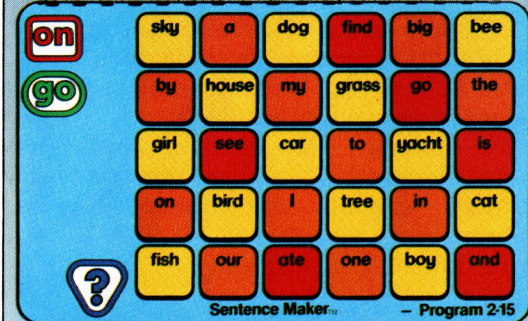 on
go
sky a dog find big bee
by house my grass go the
girl see car to yacht is
on bird I tree in cat
fish our ate one boy and
?
Sentence Maker™ – Program 2-15